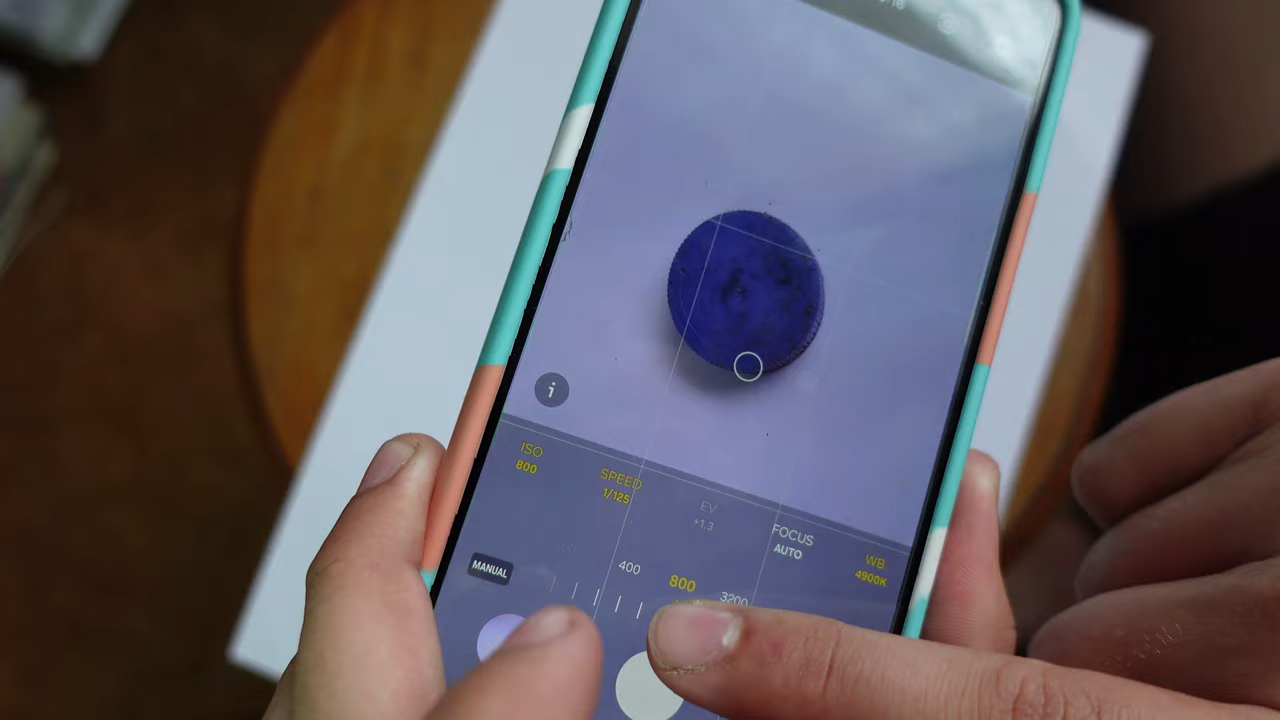 i
ISO
800
SPEED
1/125
EV
+1.3
FOCUS
AUTO
WB
4900K
MANUAL
400
800
3200